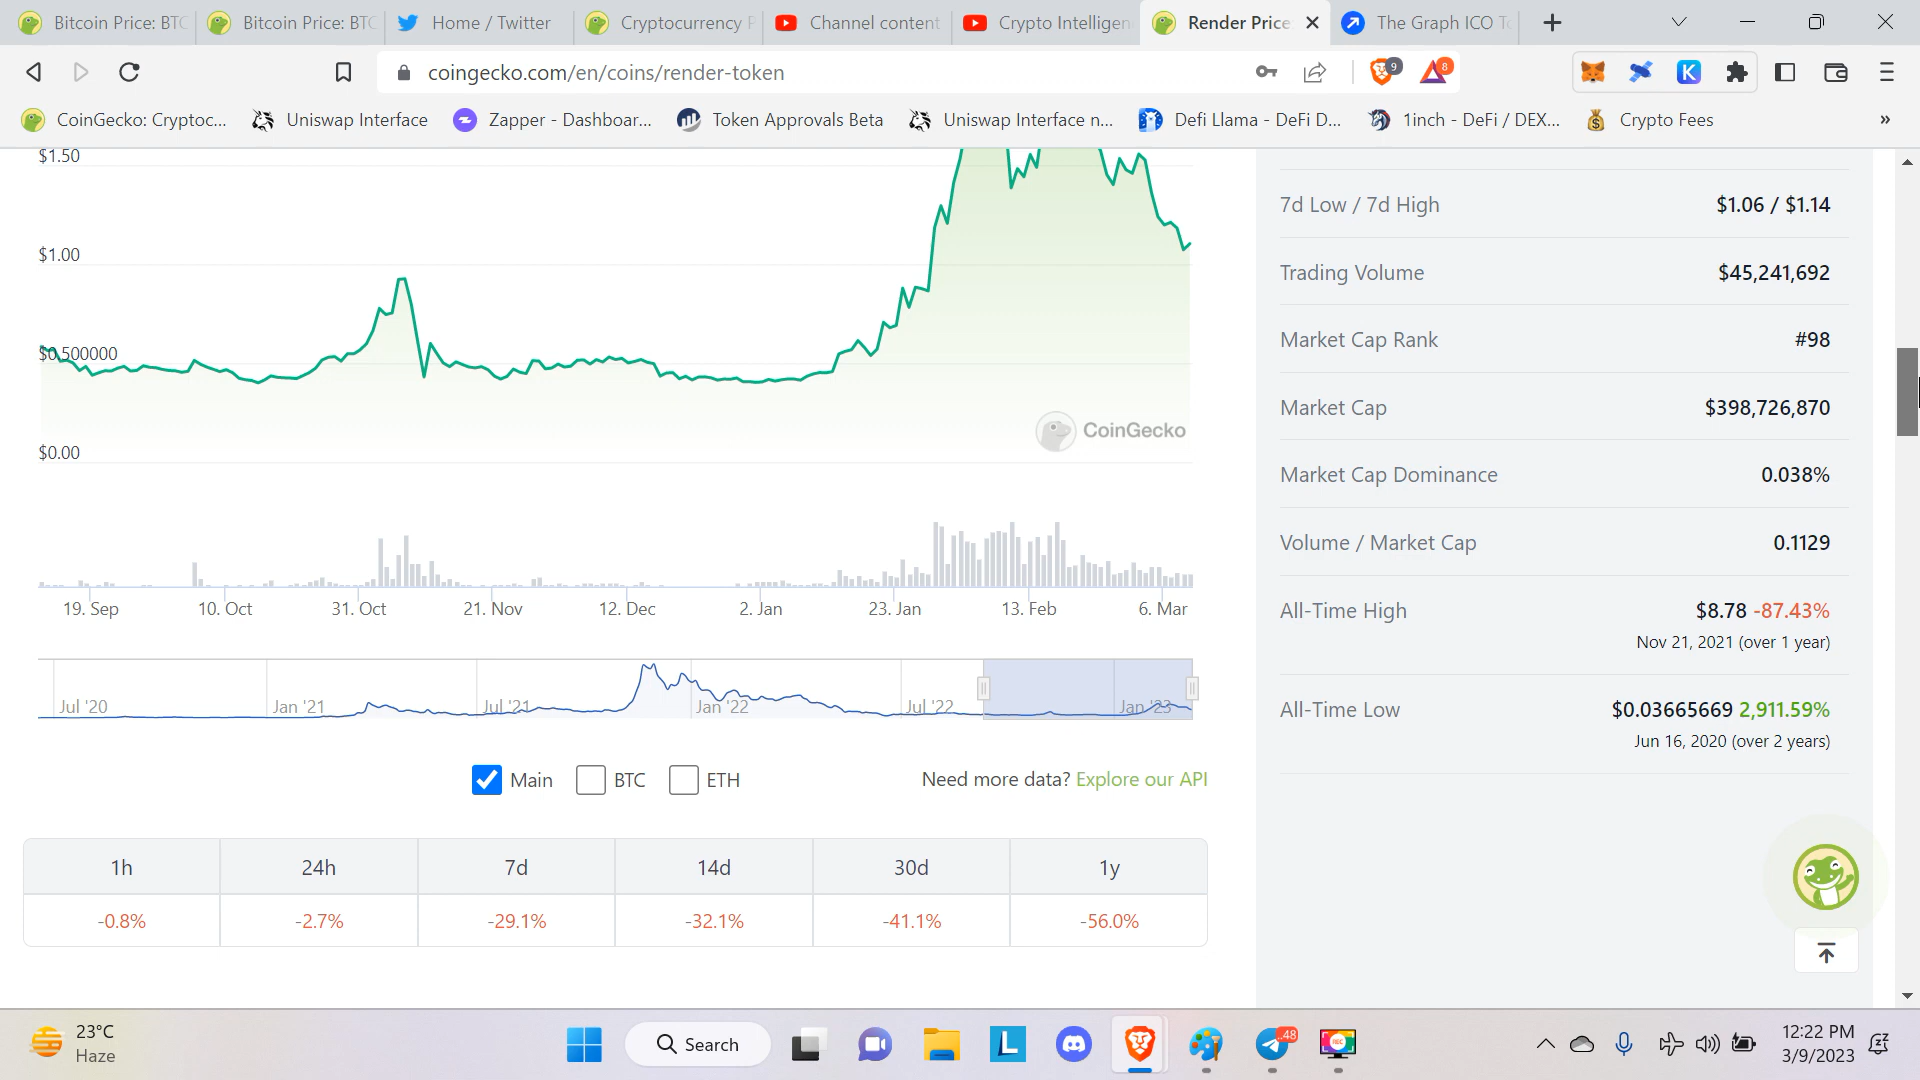 Bitcoin Price: BTC
Bitcoin Price: BTC
Home / Twitter
Cryptocurrency P
Channel content
Crypto Intelligen
Render Price
The Graph ICO To
coingecko.com/en/coins/render-token
9
8
CoinGecko: Cryptoc...
Uniswap Interface
Zapper - Dashboar...
Token Approvals Beta
Uniswap Interface n...
Defi Llama - DeFi D...
1inch - DeFi / DEX...
Crypto Fees
»
$1.50
$1.00
$0.500000
$0.00
CoinGecko
19. Sep
10. Oct
31. Oct
21. Nov
12. Dec
2. Jan
23. Jan
13. Feb
6. Mar
Jul '20
Jan '21
Jul '21
Jan '22
Jul '22
Jan '23
Main
BTC
ETH
Need more data? Explore our API
1h 24h 7d 14d 30d 1y
-0.8% -2.7% -29.1% -32.1% -41.1% -56.0%
7d Low / 7d High $1.06 / $1.14
Trading Volume $45,241,692
Market Cap Rank #98
Market Cap $398,726,870
Market Cap Dominance 0.038%
Volume / Market Cap 0.1129
All-Time High $8.78 -87.43%
Nov 21, 2021 (over 1 year)
All-Time Low $0.03665669 2,911.59%
Jun 16, 2020 (over 2 years)
23°C
Haze
Search
L
48
REC
12:22 PM
3/9/2023